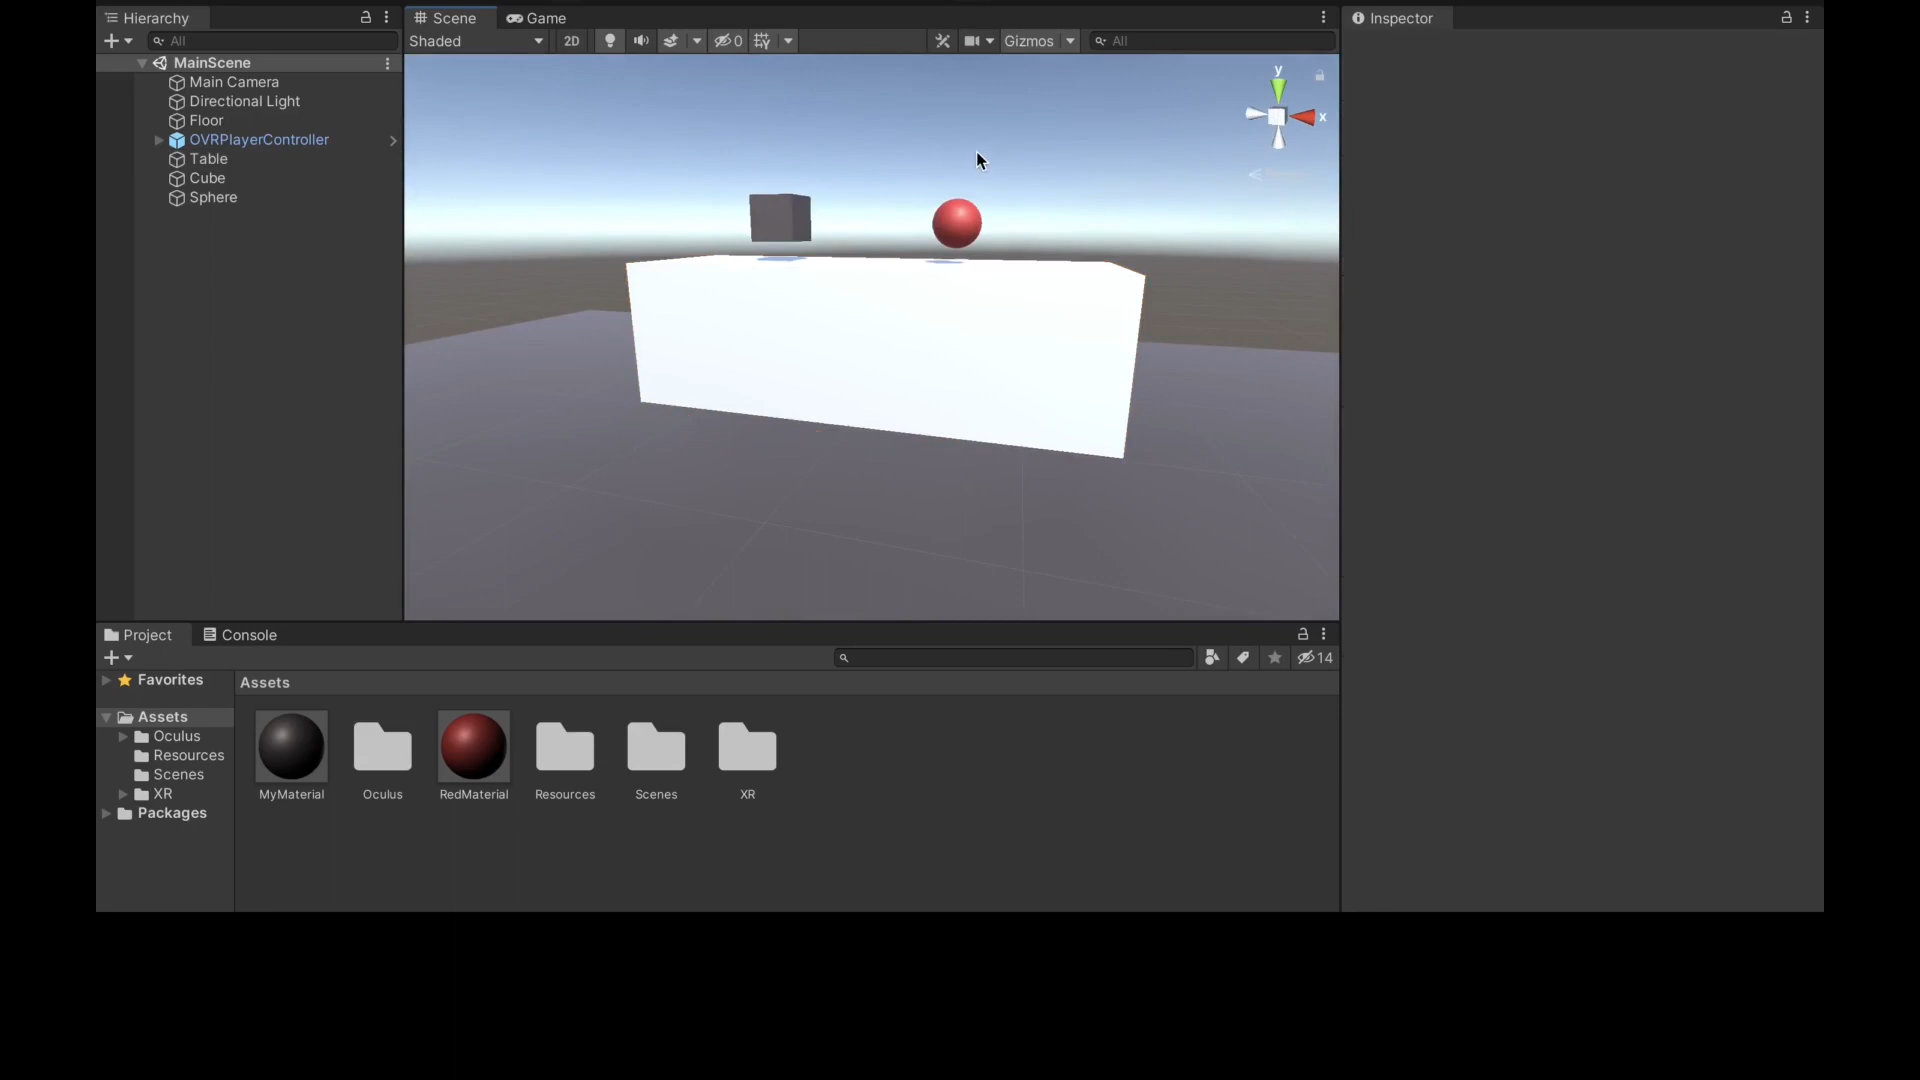 Hierarchy
All
MainScene
Main Camera
Directional Light
Floor
OVRPlayerController
Table
Cube
Sphere
Scene
Game
Shaded
2D
0
Gizmos
All
y
x
Inspector
Project
Console
14
Favorites
Assets
Oculus
Resources
Scenes
XR
Packages
Assets
MyMaterial
Oculus
RedMaterial
Resources
Scenes
XR